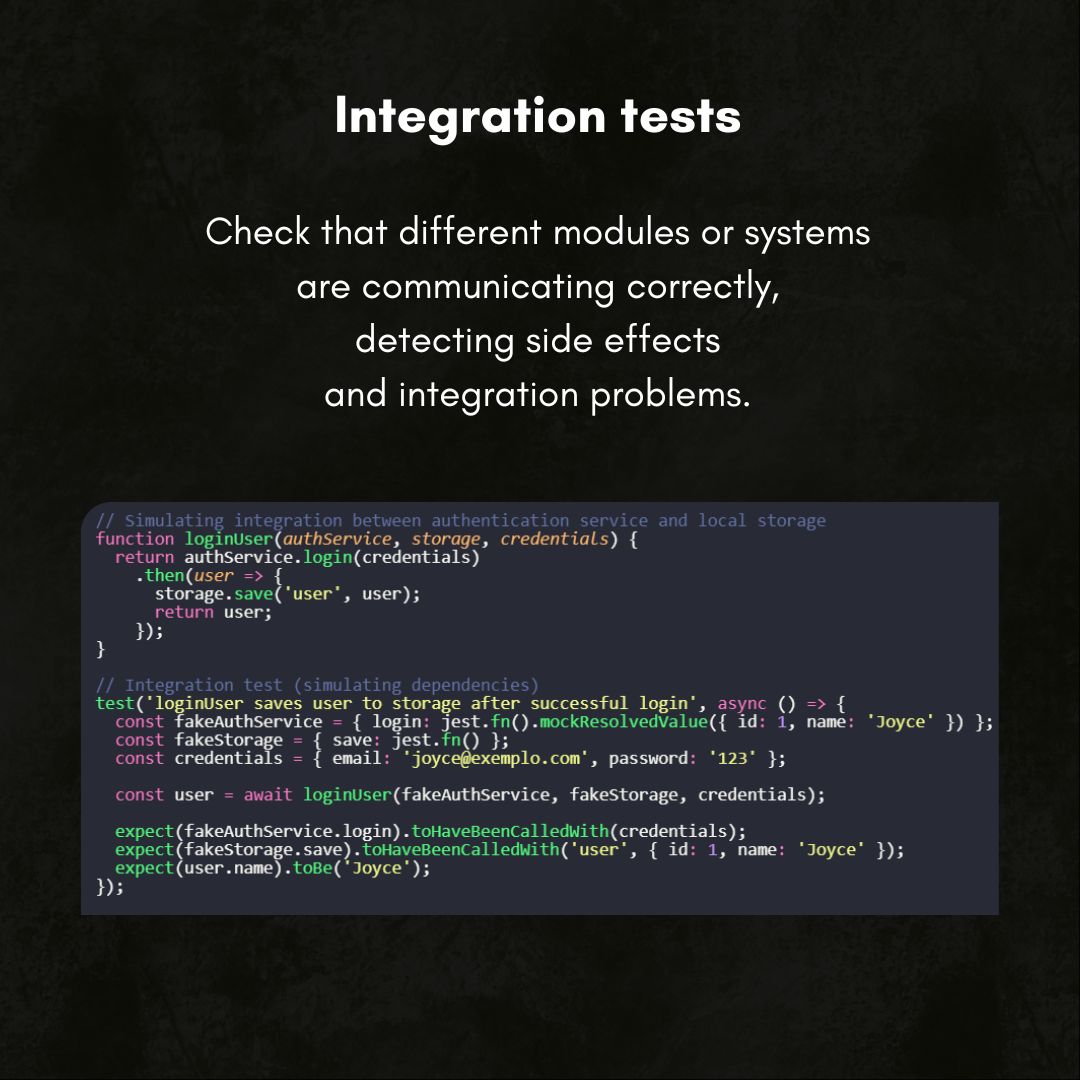 Integration tests
Check that different modules or systems
are communicating correctly,
detecting side effects
and integration problems.
// Simulating integration between authentication service and local storage
function loginUser(authService, storage, credentials) {
  return authService.login(credentials)
    .then(user => {
      storage.save('user', user);
      return user;
    });
}
// Integration test (simulating dependencies)
test('loginUser saves user to storage after successful login', async () => {
  const fakeAuthService = { login: jest.fn().mockResolvedValue({ id: 1, name: 'Joyce' }) };
  const fakeStorage = { save: jest.fn() };
  const credentials = { email: 'joyce@exemplo.com', password: '123' };
  const user = await loginUser(fakeAuthService, fakeStorage, credentials);
  expect(fakeAuthService.login).toHaveBeenCalledWith(credentials);
  expect(fakeStorage.save).toHaveBeenCalledWith('user', { id: 1, name: 'Joyce' });
  expect(user.name).toBe('Joyce');
});